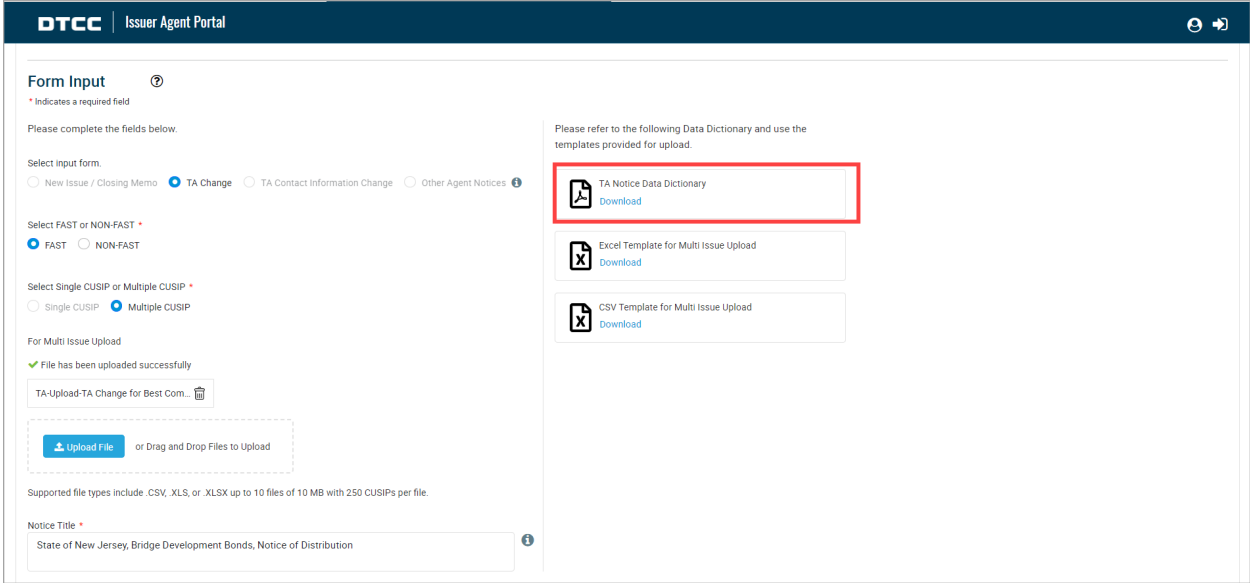 DTCC Issuer Agent Portal
Form Input
* Indicates a required field
Please complete the fields below.
Select input form.
New Issue / Closing Memo TA Change TA Contact Information Change Other Agent Notices
Select FAST or NON-FAST *
FAST NON-FAST
Select Single CUSIP or Multiple CUSIP *
Single CUSIP Multiple CUSIP
For Multi Issue Upload
File has been uploaded successfully
TA-Upload-TA Change for Best Com...
Upload File or Drag and Drop Files to Upload
Supported file types include .CSV, .XLS, or .XLSX up to 10 files of 10 MB with 250 CUSIPs per file.
Notice Title *
State of New Jersey, Bridge Development Bonds, Notice of Distribution
Please refer to the following Data Dictionary and use the
templates provided for upload.
TA Notice Data Dictionary
Download
Excel Template for Multi Issue Upload
Download
CSV Template for Multi Issue Upload
Download